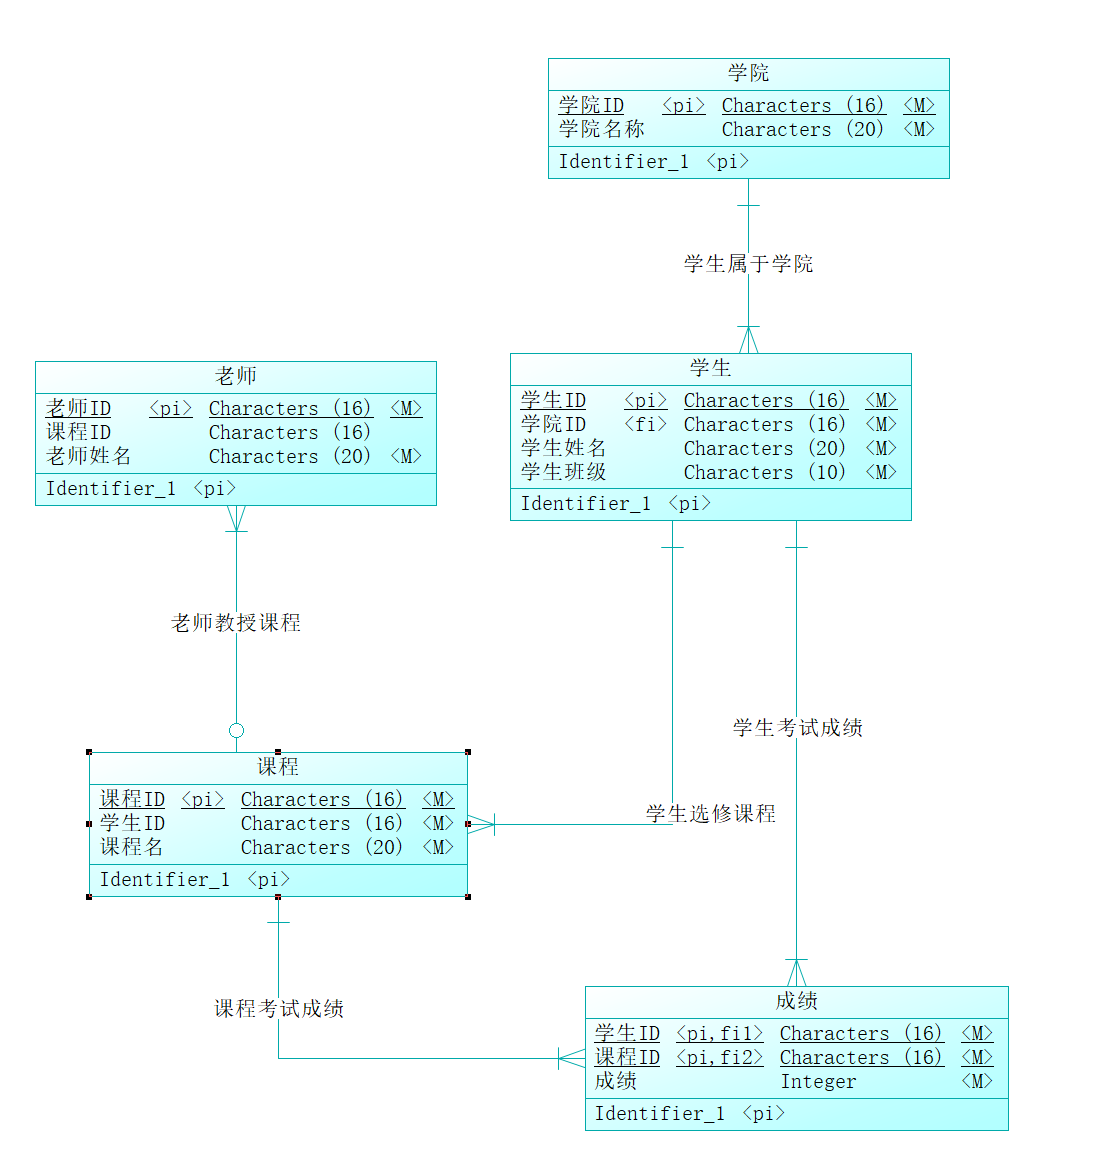 学院
学院ID <pi> Characters (16) <M>
学院名称 Characters (20) <M>
Identifier_1 <pi>
学生属于学院
老师
老师ID <pi> Characters (16) <M>
课程ID Characters (16)
老师姓名 Characters (20) <M>
Identifier_1 <pi>
学生
学生ID <pi> Characters (16) <M>
学院ID <fi> Characters (16) <M>
学生姓名 Characters (20) <M>
学生班级 Characters (10) <M>
Identifier_1 <pi>
老师教授课程
学生考试成绩
学生选修课程
课程
课程ID <pi> Characters (16) <M>
学生ID Characters (16) <M>
课程名 Characters (20) <M>
Identifier_1 <pi>
课程考试成绩
成绩
学生ID <pi,fi1> Characters (16) <M>
课程ID <pi,fi2> Characters (16) <M>
成绩 Integer <M>
Identifier_1 <pi>